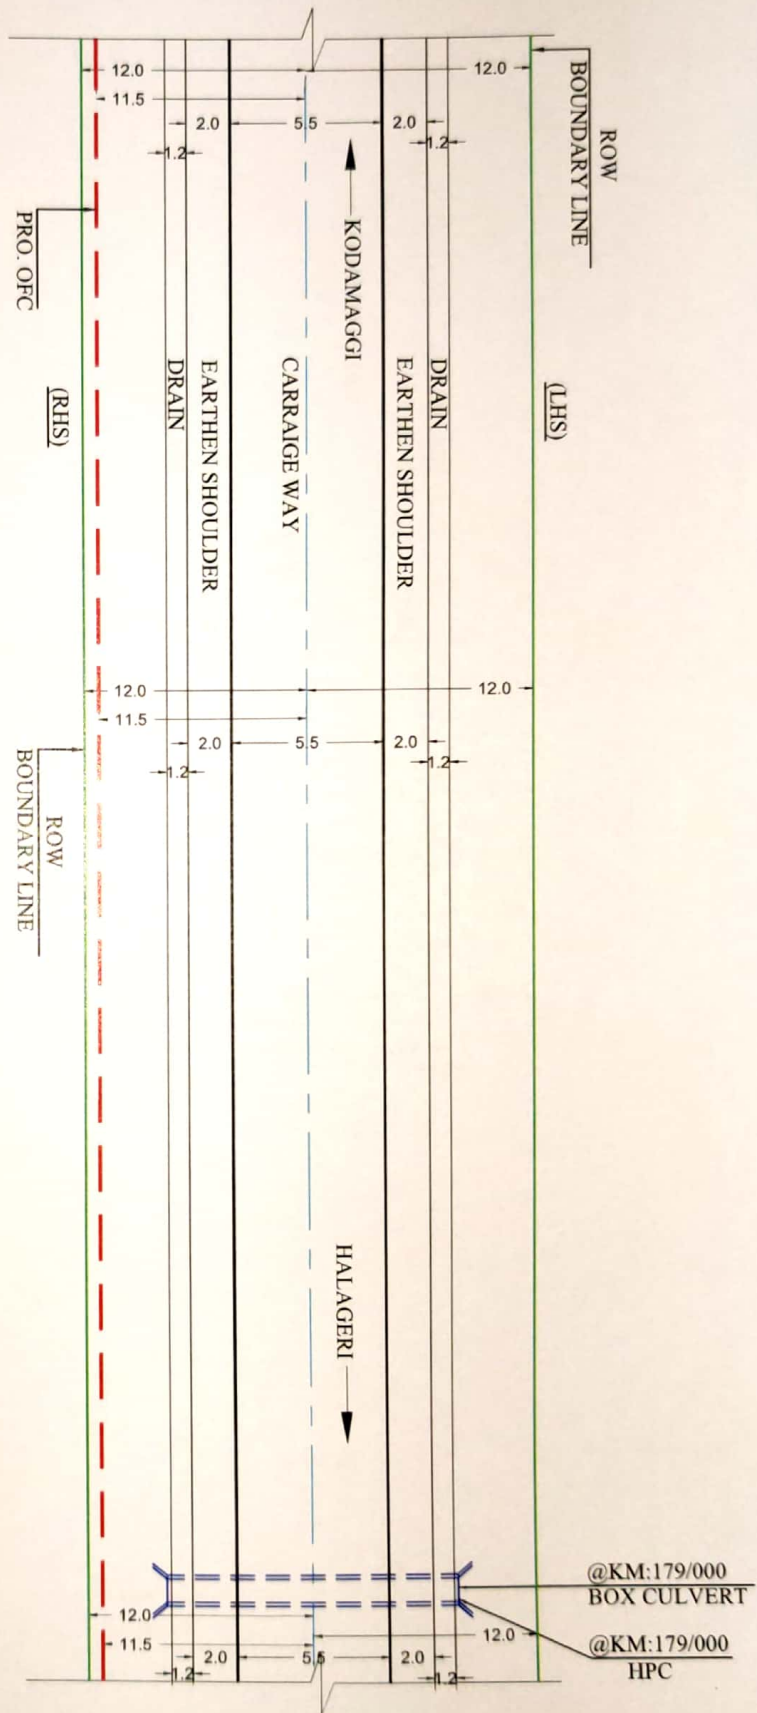 12.0
12.0
11.5
2.0
5.5
2.0
1.2
1.2
ROW
BOUNDARY LINE
PRO. OFC
KODAMAGGI
(RHS)
DRAIN
EARTHEN SHOULDER
CARRAIGE WAY
EARTHEN SHOULDER
DRAIN
(LHS)
12.0
12.0
11.5
2.0
5.5
2.0
1.2
1.2
ROW
BOUNDARY LINE
HALAGERI
@KM:179/000
BOX CULVERT
@KM:179/000
HPC
12.0
12.0
11.5
2.0
5.5
2.0
1.2
1.2